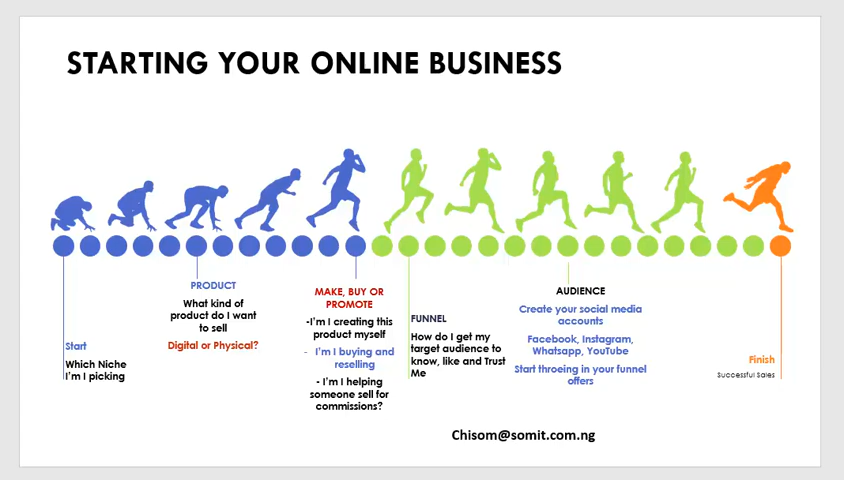 STARTING YOUR ONLINE BUSINESS
Start
Which Niche
I'm I picking
PRODUCT
What kind of
product do I want
to sell
Digital or Physical?
MAKE, BUY OR
PROMOTE
-I'm I creating this
product myself
- I'm I buying and
reselling
- I'm I helping
someone sell for
commissions?
FUNNEL
How do I get my
target audience to
know, like and Trust
Me
AUDIENCE
Create your social media
accounts
Facebook, Instagram,
Whatsapp, YouTube
Start throeing in your funnel
offers
Finish
Successful Sales
Chisom@somit.com.ng